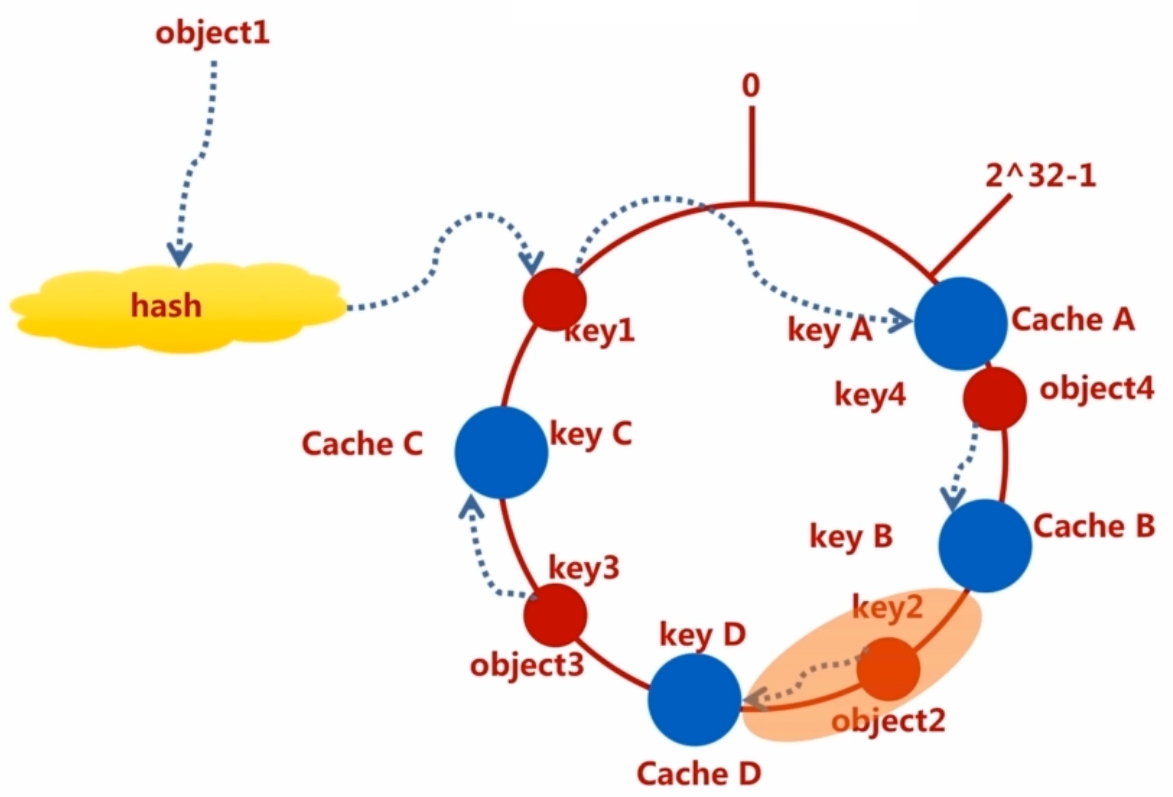 object1
0
2^32-1
hash
key1
key A
Cache A
key4
object4
Cache C
key C
key B
Cache B
key3
key2
object3
key D
object2
Cache D